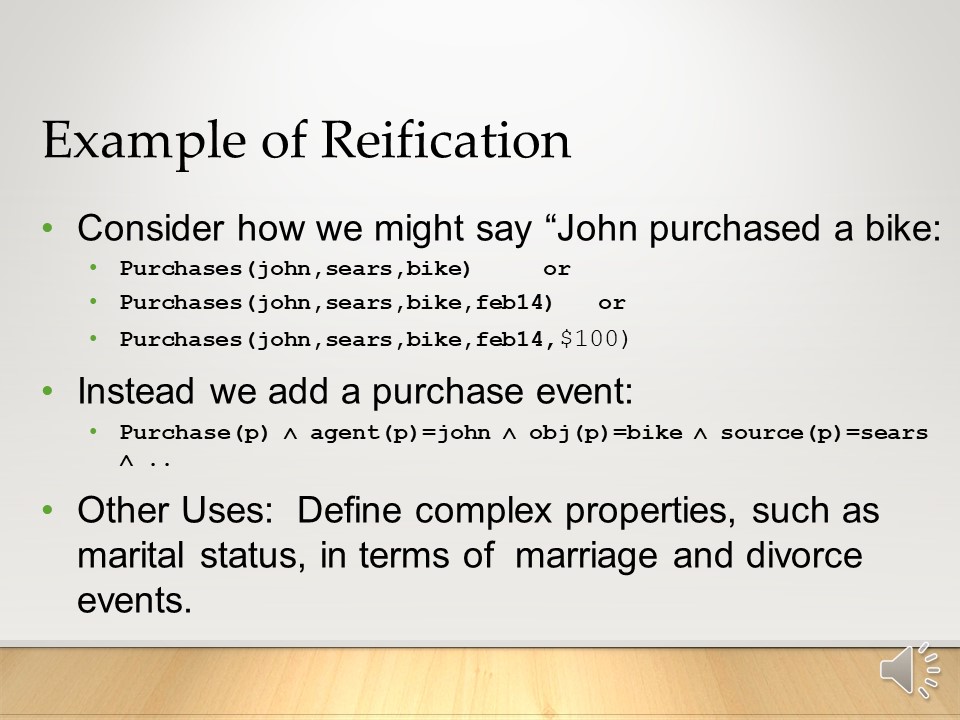 Example of Reification
• Consider how we might say “John purchased a bike:
• Purchases(john,sears,bike) or
• Purchases(john,sears,bike,feb14) or
• Purchases(john,sears,bike,feb14,$100)
• Instead we add a purchase event:
• Purchase(p) ∧ agent(p)=john ∧ obj(p)=bike ∧ source(p)=sears
∧ ..
• Other Uses: Define complex properties, such as
marital status, in terms of marriage and divorce
events.